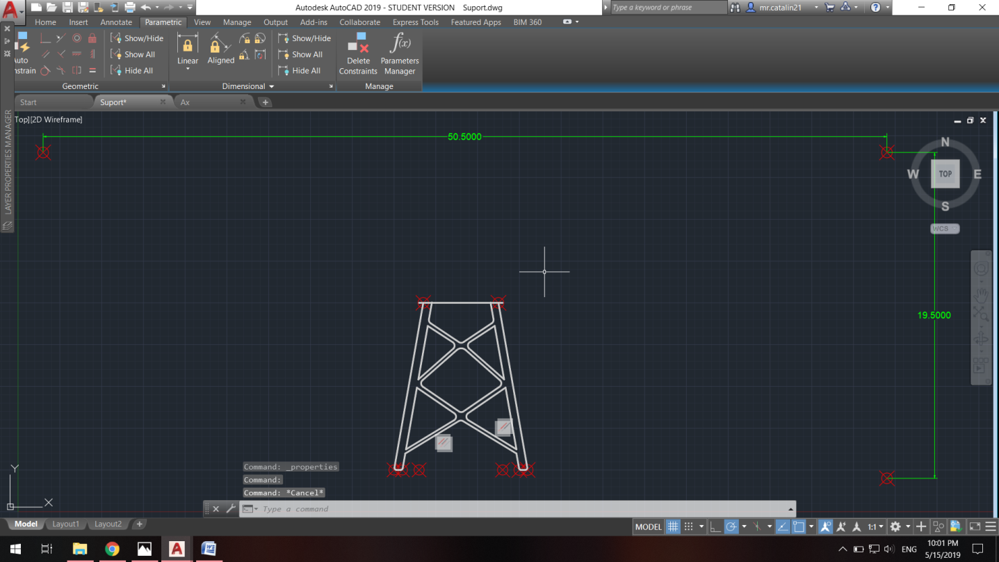 Autodesk AutoCAD 2019 - STUDENT VERSION Suport.dwg
Type a keyword or phrase
mr.catalin21
Home Insert Annotate Parametric View Manage Output Add-ins Collaborate Express Tools Featured Apps BIM 360
Auto
Constrain
Show/Hide
Show All
Hide All
Geometric
Linear
Aligned
Show/Hide
Show All
Hide All
Dimensional
Delete
Constraints
f(x)
Parameters
Manager
Manage
Start Suport* Ax
LAYER PROPERTIES MANAGER
Top][2D Wireframe]
50.5000
N
W TOP E
S
WCS
19.5000
Command: _properties
Command:
Command: *Cancel*
Type a command
Y
X
Model Layout1 Layout2
MODEL 1:1
ENG
10:01 PM
5/15/2019